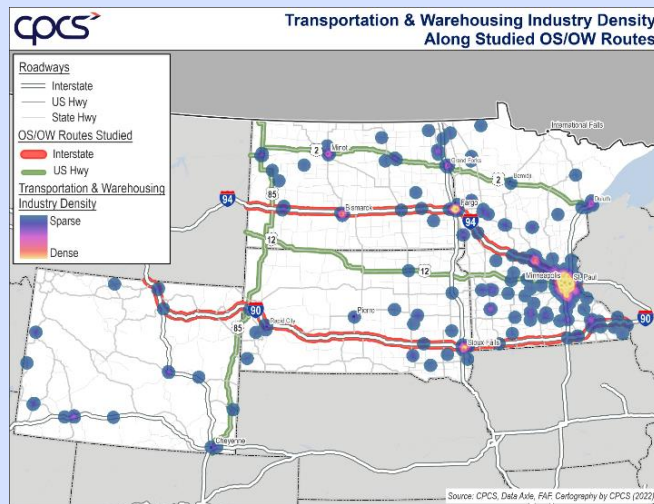 cpcs
Transportation & Warehousing Industry Density
Along Studied OS/OW Routes
Roadways
Interstate
US Hwy
State Hwy
OS/OW Routes Studied
Interstate
US Hwy
Transportation & Warehousing
Industry Density
Sparse
Dense
International Falls
2
Minot
Grand Forks
2
Bemidji
85
94
Duluth
Bismarck
Fargo
94
12
12
Minneapolis
St Paul
90
Pierre
Rapid City
85
90
Sioux Falls
Cheyenne
Source: CPCS, Data Axle, FAF. Cartography by CPCS (2022)